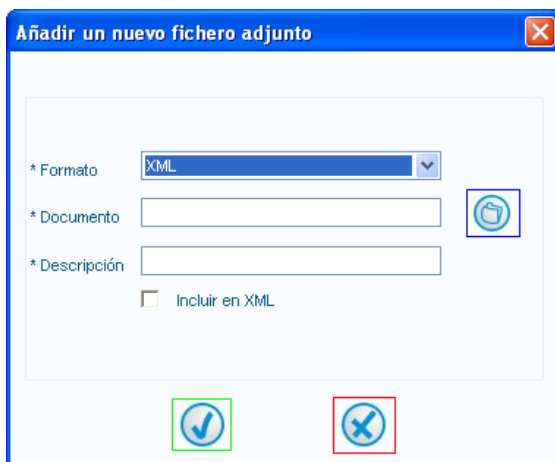 Añadir un nuevo fichero adjunto
* Formato XML
* Documento
* Descripción
Incluir en XML